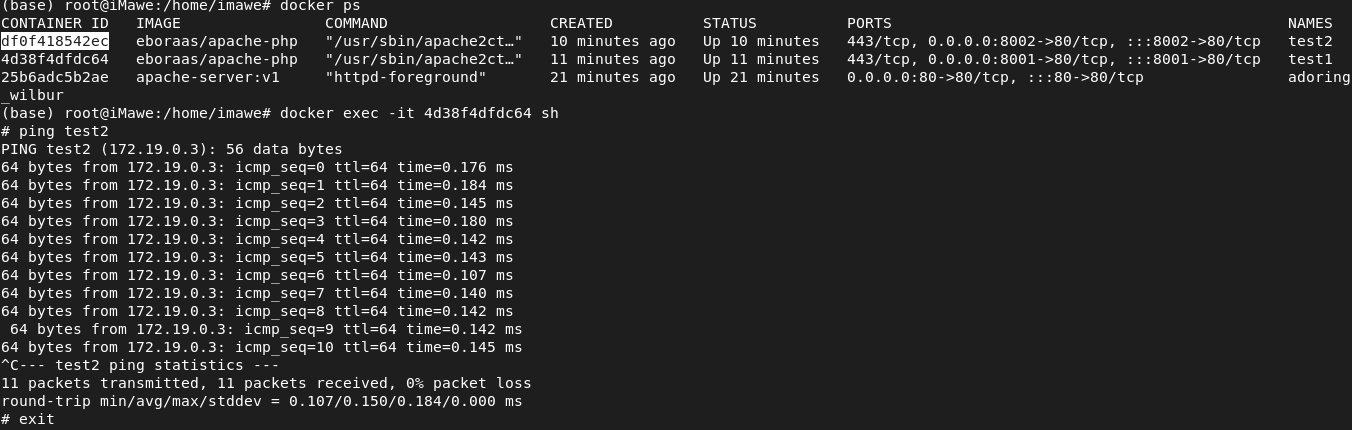 (base) root@iMawe:/home/imawe# docker ps
CONTAINER ID   IMAGE                COMMAND                  CREATED          STATUS          PORTS                                            NAMES
df0f418542ec   eboraas/apache-php   "/usr/sbin/apache2ct…"   10 minutes ago   Up 10 minutes   443/tcp, 0.0.0.0:8002->80/tcp, :::8002->80/tcp   test2
4d38f4dfdc64   eboraas/apache-php   "/usr/sbin/apache2ct…"   11 minutes ago   Up 11 minutes   443/tcp, 0.0.0.0:8001->80/tcp, :::8001->80/tcp   test1
25b6adc5b2ae   apache-server:v1     "httpd-foreground"       21 minutes ago   Up 21 minutes   0.0.0.0:80->80/tcp, :::80->80/tcp                adoring
_wilbur
(base) root@iMawe:/home/imawe# docker exec -it 4d38f4dfdc64 sh
# ping test2
PING test2 (172.19.0.3): 56 data bytes
64 bytes from 172.19.0.3: icmp_seq=0 ttl=64 time=0.176 ms
64 bytes from 172.19.0.3: icmp_seq=1 ttl=64 time=0.184 ms
64 bytes from 172.19.0.3: icmp_seq=2 ttl=64 time=0.145 ms
64 bytes from 172.19.0.3: icmp_seq=3 ttl=64 time=0.180 ms
64 bytes from 172.19.0.3: icmp_seq=4 ttl=64 time=0.142 ms
64 bytes from 172.19.0.3: icmp_seq=5 ttl=64 time=0.143 ms
64 bytes from 172.19.0.3: icmp_seq=6 ttl=64 time=0.107 ms
64 bytes from 172.19.0.3: icmp_seq=7 ttl=64 time=0.140 ms
64 bytes from 172.19.0.3: icmp_seq=8 ttl=64 time=0.142 ms
 64 bytes from 172.19.0.3: icmp_seq=9 ttl=64 time=0.142 ms
64 bytes from 172.19.0.3: icmp_seq=10 ttl=64 time=0.145 ms
^C--- test2 ping statistics ---
11 packets transmitted, 11 packets received, 0% packet loss
round-trip min/avg/max/stddev = 0.107/0.150/0.184/0.000 ms
# exit